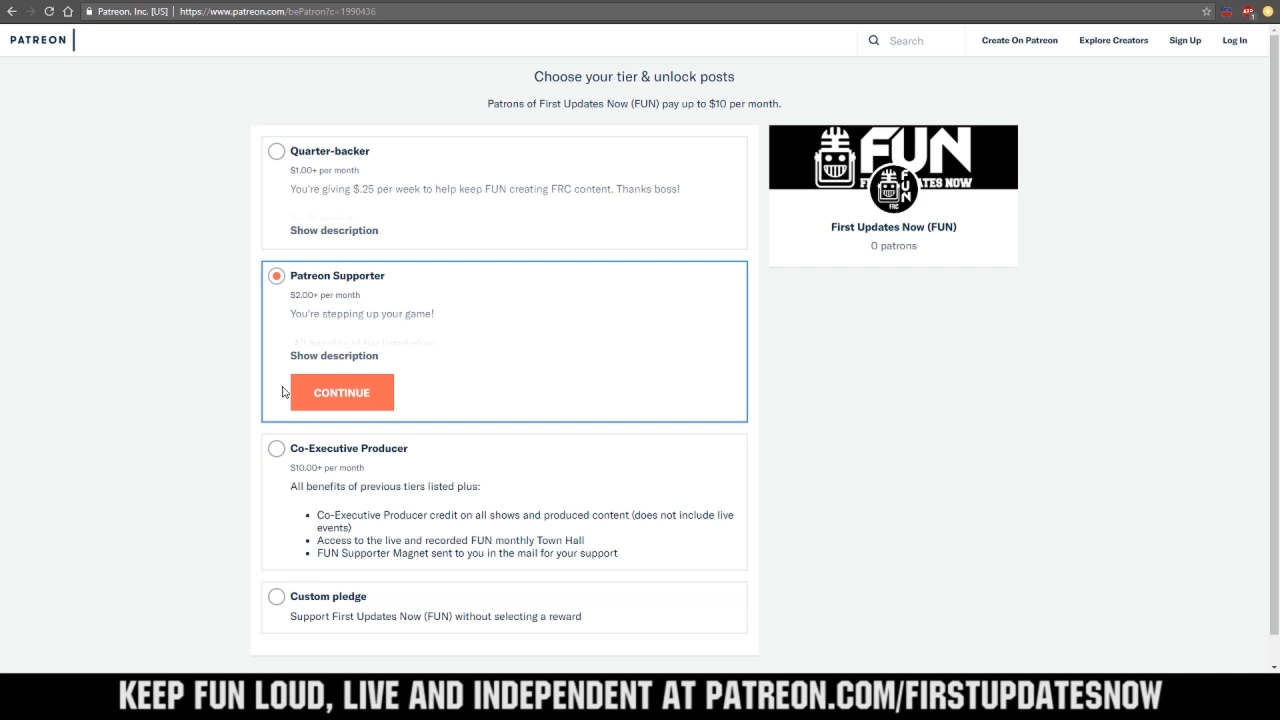 Patreon, Inc. [US] | https://www.patreon.com/bePatron?c=1990436
PATREON
Search
Create On Patreon
Explore Creators
Sign Up
Log In
Choose your tier & unlock posts
Patrons of First Updates Now (FUN) pay up to $10 per month.
Quarter-backer
$1.00+ per month
You're giving $.25 per week to help keep FUN creating FRC content. Thanks boss!
Show description
Patreon Supporter
$2.00+ per month
You're stepping up your game!
All benefits of tier listed plus:
Show description
CONTINUE
Co-Executive Producer
$10.00+ per month
All benefits of previous tiers listed plus:
Co-Executive Producer credit on all shows and produced content (does not include live
events)
Access to the live and recorded FUN monthly Town Hall
FUN Supporter Magnet sent to you in the mail for your support
Custom pledge
Support First Updates Now (FUN) without selecting a reward
FUN
FUN
FRC
First Updates Now (FUN)
0 patrons
KEEP FUN LOUD, LIVE AND INDEPENDENT AT PATREON.COM/FIRSTUPDATESNOW